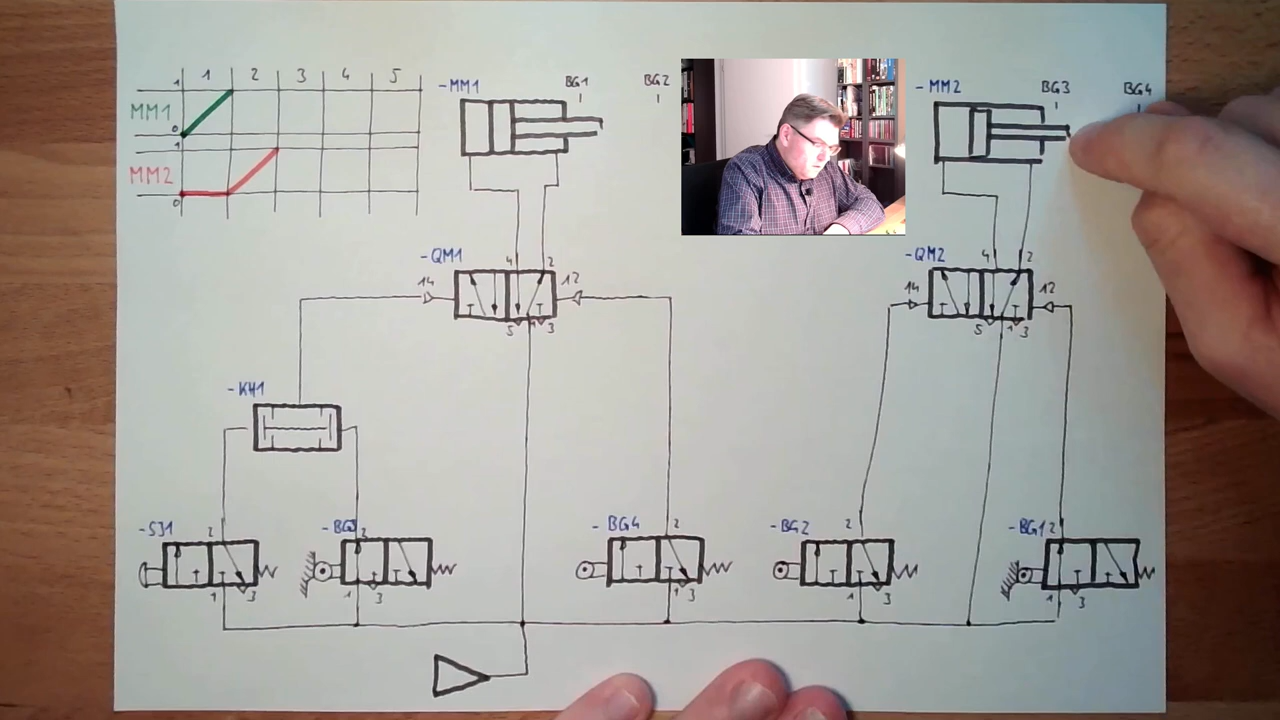 1 2 3 4 5
1
MM1
0
1
MM2
0
-MM1 BG1 BG2
-MM2 BG3 BG4
-QM1 4 2
14 12
5 1 3
-QM2 4 2
14 12
5 1 3
-KH1
-SJ1 2
1 3
-BG3 2
1 3
-BG4 2
1 3
-BG2 2
1 3
-BG1 2
1 3